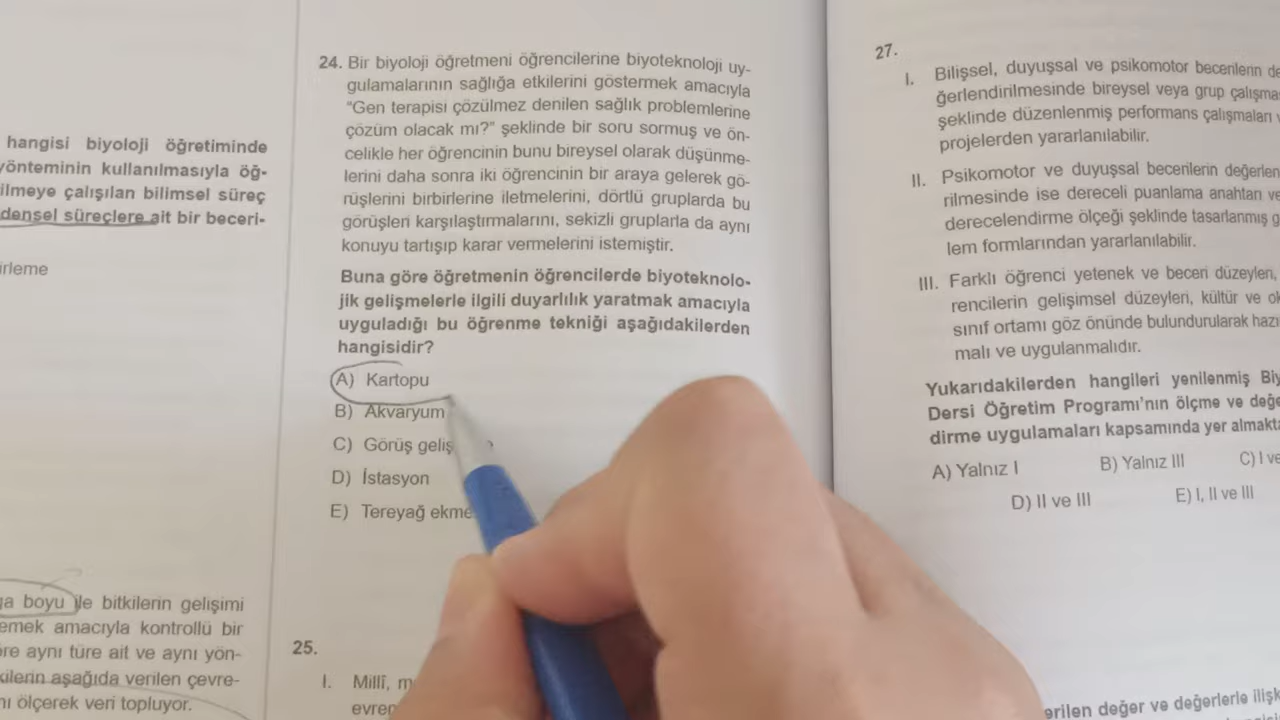 hangisi biyoloji öğretiminde
yönteminin kullanılmasıyla öğ-
ilmeye çalışılan bilimsel süreç
densel süreçlere ait bir beceri-
irleme
ga boyu ile bitkilerin gelişimi
emek amacıyla kontrollü bir
öre aynı türe ait ve aynı yön-
kilerin aşağıda verilen çevre-
nı ölçerek veri topluyor.
24. Bir biyoloji öğretmeni öğrencilerine biyoteknoloji uy-
gulamalarının sağlığa etkilerini göstermek amacıyla
"Gen terapisi çözülmez denilen sağlık problemlerine
çözüm olacak mı?" şeklinde bir soru sormuş ve ön-
celikle her öğrencinin bunu bireysel olarak düşünme-
lerini daha sonra iki öğrencinin bir araya gelerek gö-
rüşlerini birbirlerine iletmelerini, dörtlü gruplarda bu
görüşleri karşılaştırmalarını, sekizli gruplarla da aynı
konuyu tartışıp karar vermelerini istemiştir.
Buna göre öğretmenin öğrencilerde biyoteknolo-
jik gelişmelerle ilgili duyarlılık yaratmak amacıyla
uyguladığı bu öğrenme tekniği aşağıdakilerden
hangisidir?
A) Kartopu
B) Akvaryum
C) Görüş geliş
D) İstasyon
E) Tereyağ ekme
25.
I. Millî, m
evren
27.
I. Bilişsel, duyuşsal ve psikomotor becerilerin de
ğerlendirilmesinde bireysel veya grup çalışma
şeklinde düzenlenmiş performans çalışmaları v
projelerden yararlanılabilir.
II. Psikomotor ve duyuşsal becerilerin değerlen
rilmesinde ise dereceli puanlama anahtarı ve
derecelendirme ölçeği şeklinde tasarlanmış g
lem formlarından yararlanılabilir.
III. Farklı öğrenci yetenek ve beceri düzeyleri,
rencilerin gelişimsel düzeyleri, kültür ve ok
sınıf ortamı göz önünde bulundurularak hazı
malı ve uygulanmalıdır.
Yukarıdakilerden hangileri yenilenmiş Biy
Dersi Öğretim Programı'nın ölçme ve değe
dirme uygulamaları kapsamında yer almakta
A) Yalnız I B) Yalnız III C) I ve
D) II ve III E) I, II ve III
erilen değer ve değerlerle ilişk